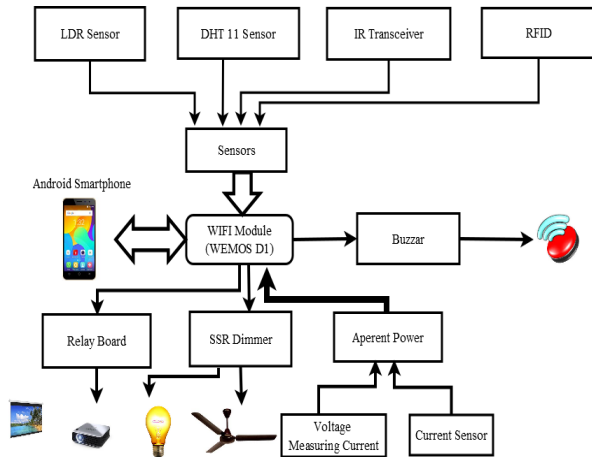 LDR Sensor
DHT 11 Sensor
IR Transceiver
RFID
Sensors
Android Smartphone
WIFI Module
(WEMOS D1)
Buzzar
Relay Board
SSR Dimmer
Aperent Power
Voltage
Measuring Current
Current Sensor